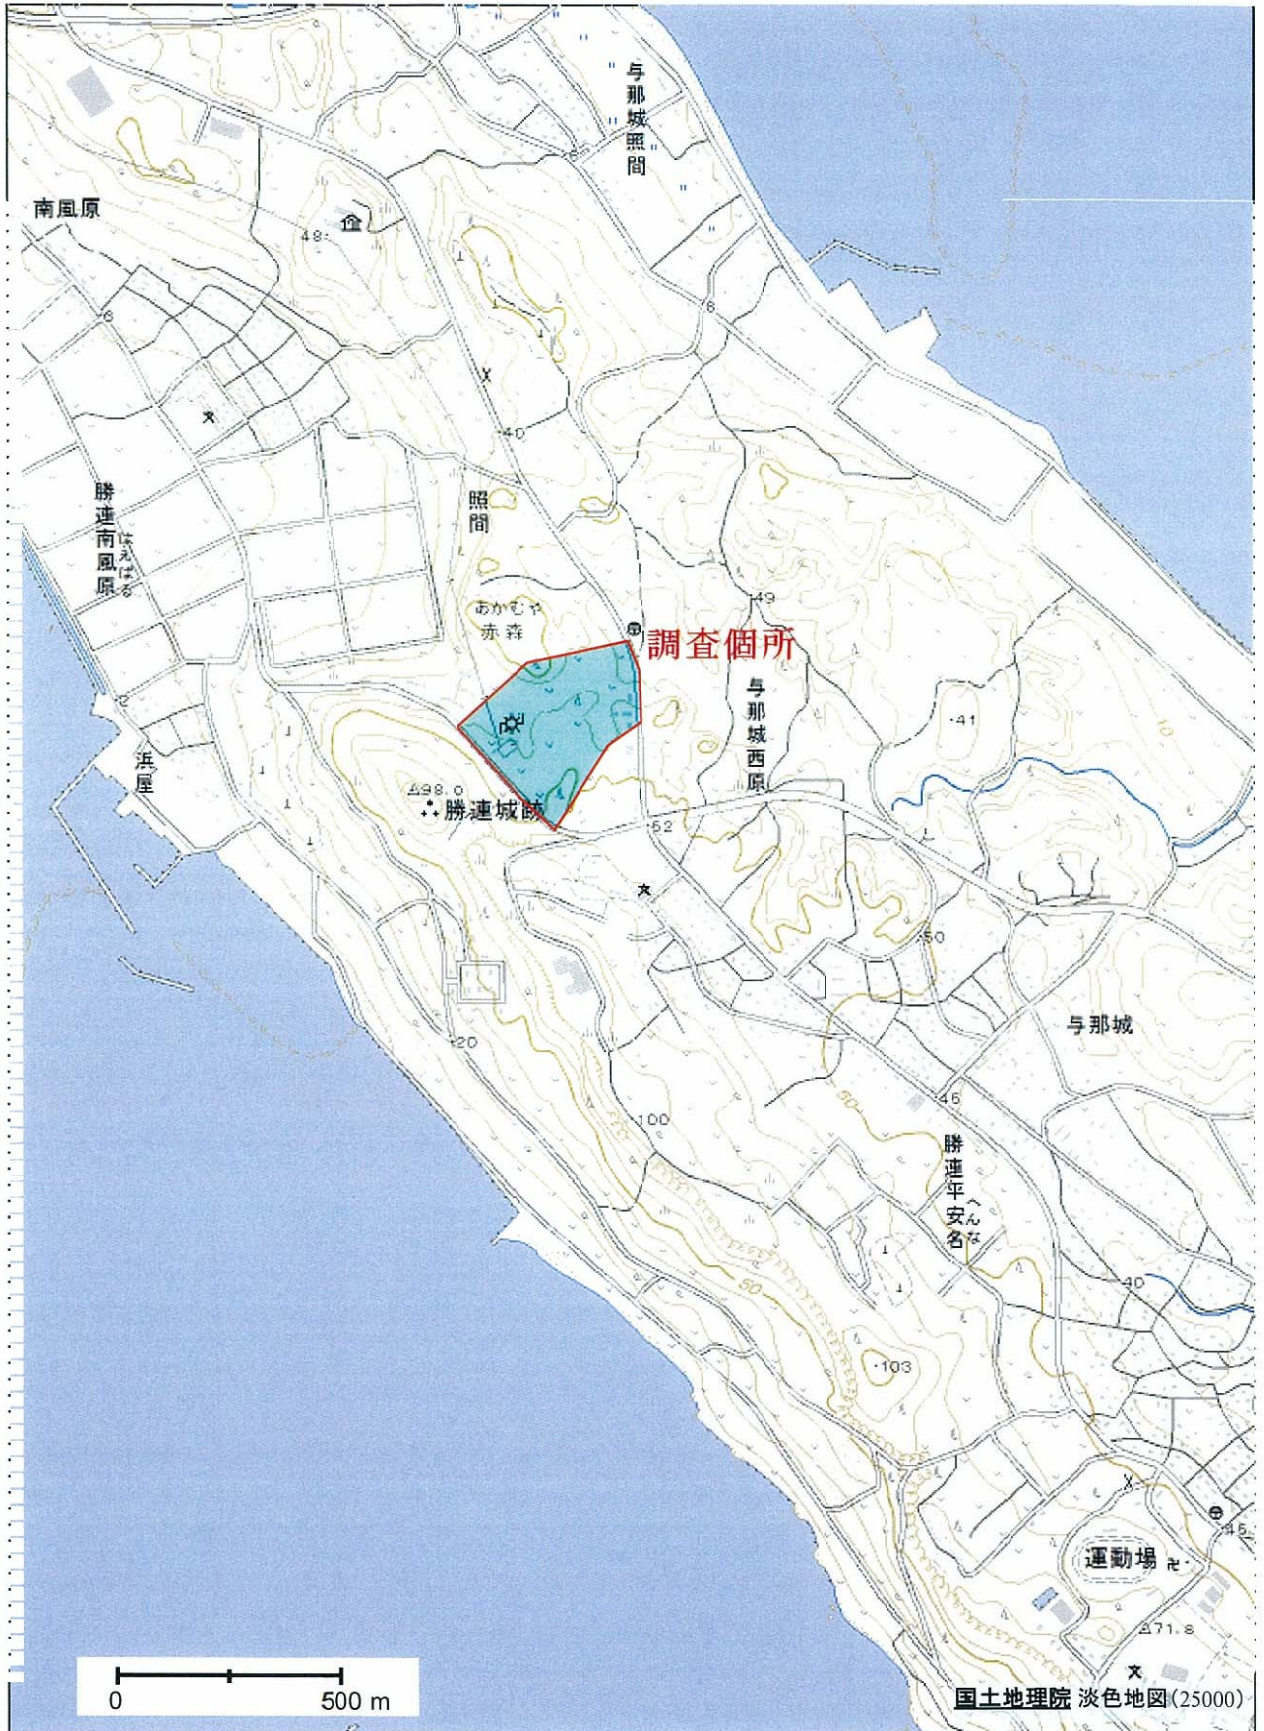 与那城照間
南風原
48
6
6
8
40
勝連南風原
はえばる
照間
あかむや
赤森
49
調査個所
与那城西原
41
10
2
浜屋
98.0
勝連城跡
52
50
与那城
20
46
50
100
勝連平安名
へんな
40
50
103
運動場
45
71.8
0
500 m
国土地理院 淡色地図(25000)